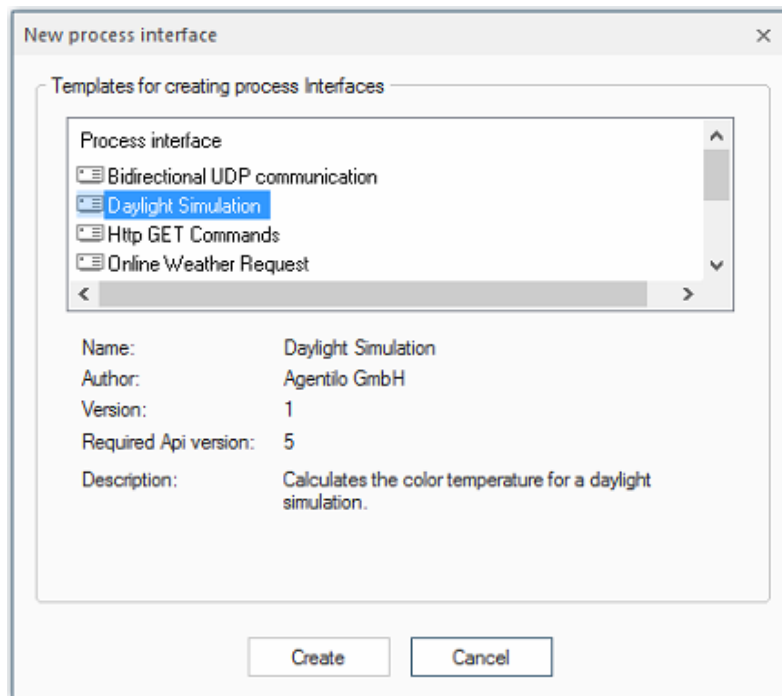 New process interface
Templates for creating process Interfaces
Process interface
Bidirectional UDP communication
Daylight Simulation
Http GET Commands
Online Weather Request
Name: Daylight Simulation
Author: Agentilo GmbH
Version: 1
Required Api version: 5
Description: Calculates the color temperature for a daylight
simulation.
Create Cancel